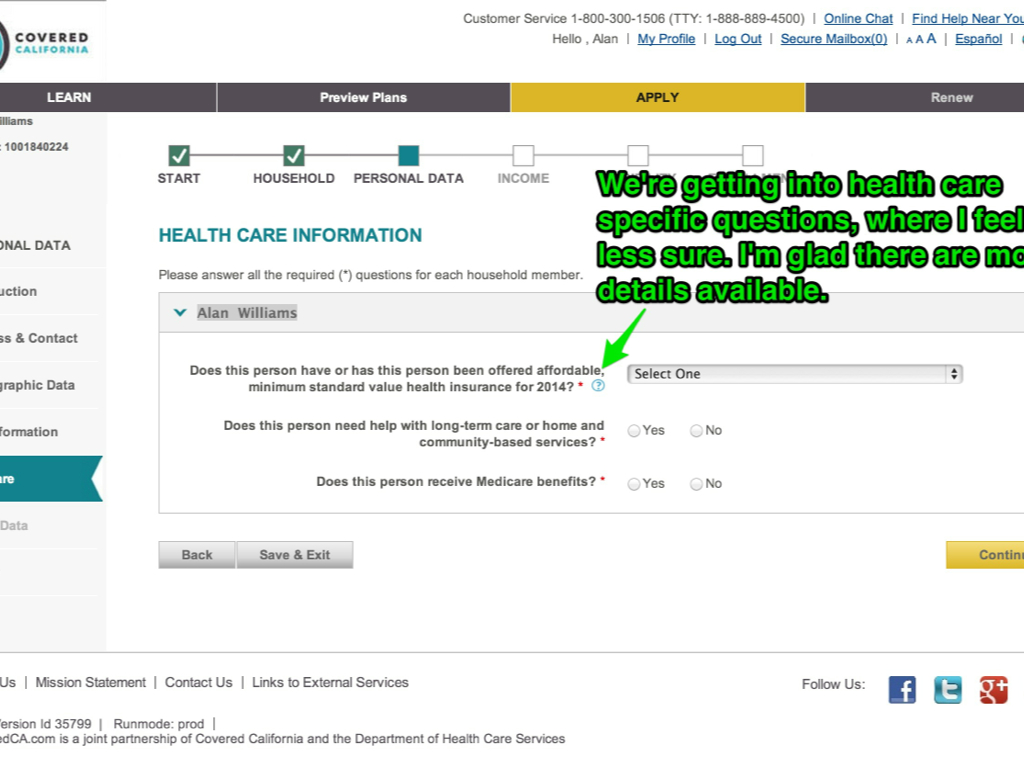 Customer Service 1-800-300-1506 (TTY: 1-888-889-4500) | Online Chat | Find Help Near You
COVERED
CALIFORNIA
Hello , Alan | My Profile | Log Out | Secure Mailbox(0) | A A A | Español |
LEARN Preview Plans APPLY Renew
illiams
: 1001840224
START HOUSEHOLD PERSONAL DATA INCOME
We're getting into health care
specific questions, where I feel
less sure. I'm glad there are mo
details available.
ONAL DATA
uction
ss & Contact
graphic Data
formation
are
Data
HEALTH CARE INFORMATION
Please answer all the required (*) questions for each household member.
Alan Williams
Does this person have or has this person been offered affordable,
minimum standard value health insurance for 2014? * ?
Select One
Does this person need help with long-term care or home and
community-based services? *
Yes No
Does this person receive Medicare benefits? * Yes No
Back Save & Exit Contin
Us | Mission Statement | Contact Us | Links to External Services
Follow Us:
ersion Id 35799 | Runmode: prod |
edCA.com is a joint partnership of Covered California and the Department of Health Care Services